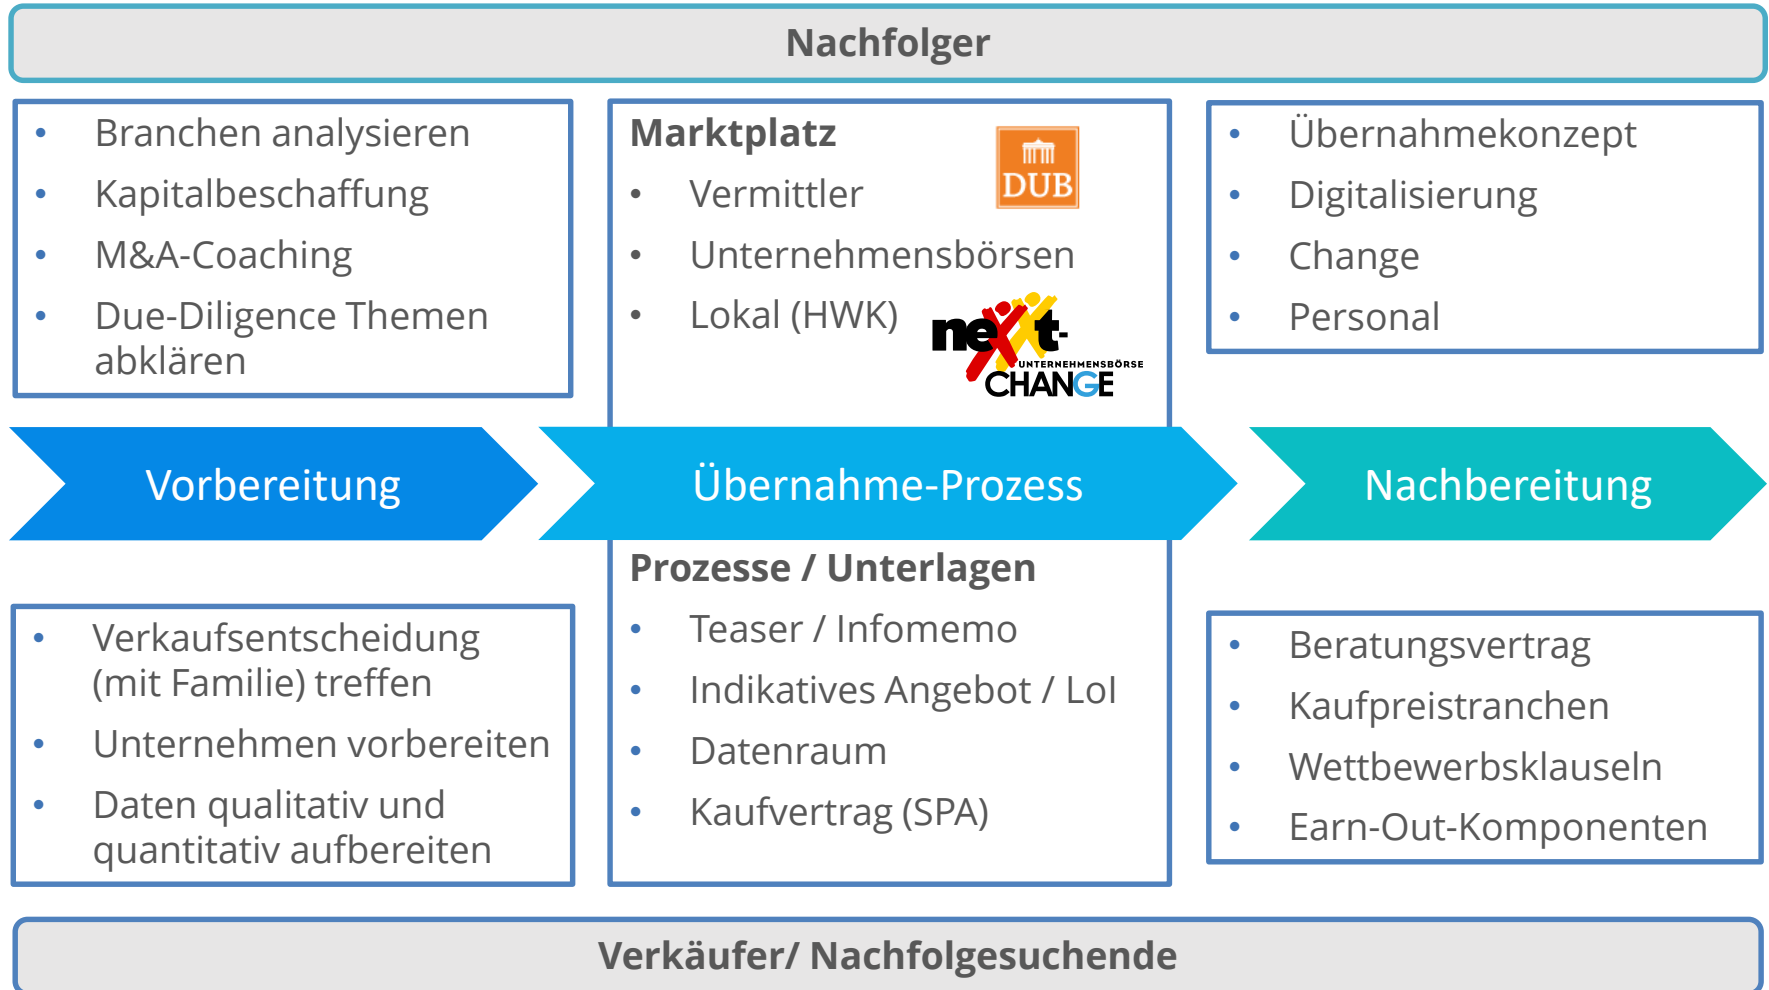 Nachfolger
• Branchen analysieren
• Kapitalbeschaffung
• M&A-Coaching
• Due-Diligence Themen
abklären
Marktplatz
DUB
• Vermittler
• Unternehmensbörsen
• Lokal (HWK)
nexxt-
UNTERNEHMENSBÖRSE
CHANGE
• Übernahmekonzept
• Digitalisierung
• Change
• Personal
Vorbereitung
Übernahme-Prozess
Nachbereitung
• Verkaufsentscheidung
(mit Familie) treffen
• Unternehmen vorbereiten
• Daten qualitativ und
quantitativ aufbereiten
Prozesse / Unterlagen
• Teaser / Infomemo
• Indikatives Angebot / LoI
• Datenraum
• Kaufvertrag (SPA)
• Beratungsvertrag
• Kaufpreistranchen
• Wettbewerbsklauseln
• Earn-Out-Komponenten
Verkäufer/ Nachfolgesuchende